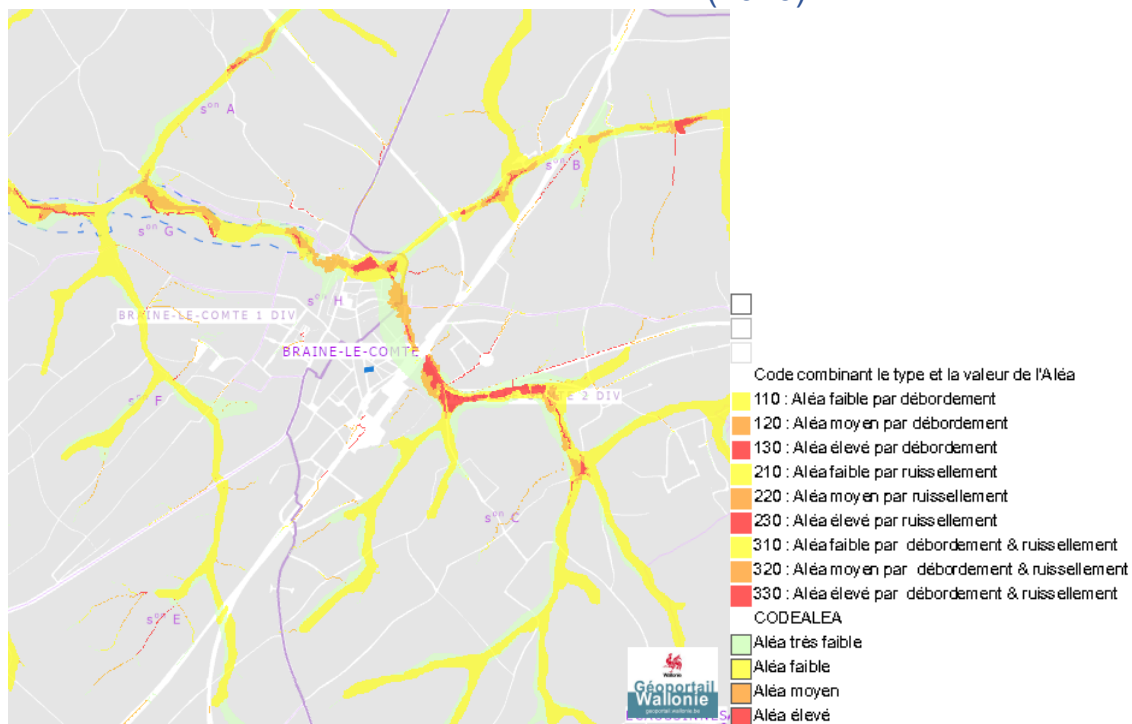 sᵒⁿ A
sᵒⁿ B
sᵒⁿ G
sᵒⁿ H
BRAINE-LE-COMTE 1 DIV
BRAINE-LE-COMTE
2 DIV
sᵒⁿ F
sᵒⁿ C
sᵒⁿ E
Wallonie
Géoportail
Wallonie
geoportail.wallonie.be
Code combinant le type et la valeur de l'Aléa
110 : Aléa faible par débordement
120 : Aléa moyen par débordement
130 : Aléa élevé par débordement
210 : Aléa faible par ruissellement
220 : Aléa moyen par ruissellement
230 : Aléa élevé par ruissellement
310 : Aléa faible par débordement & ruissellement
320 : Aléa moyen par débordement & ruissellement
330 : Aléa élevé par débordement & ruissellement
CODEALEA
Aléa très faible
Aléa faible
Aléa moyen
Aléa élevé